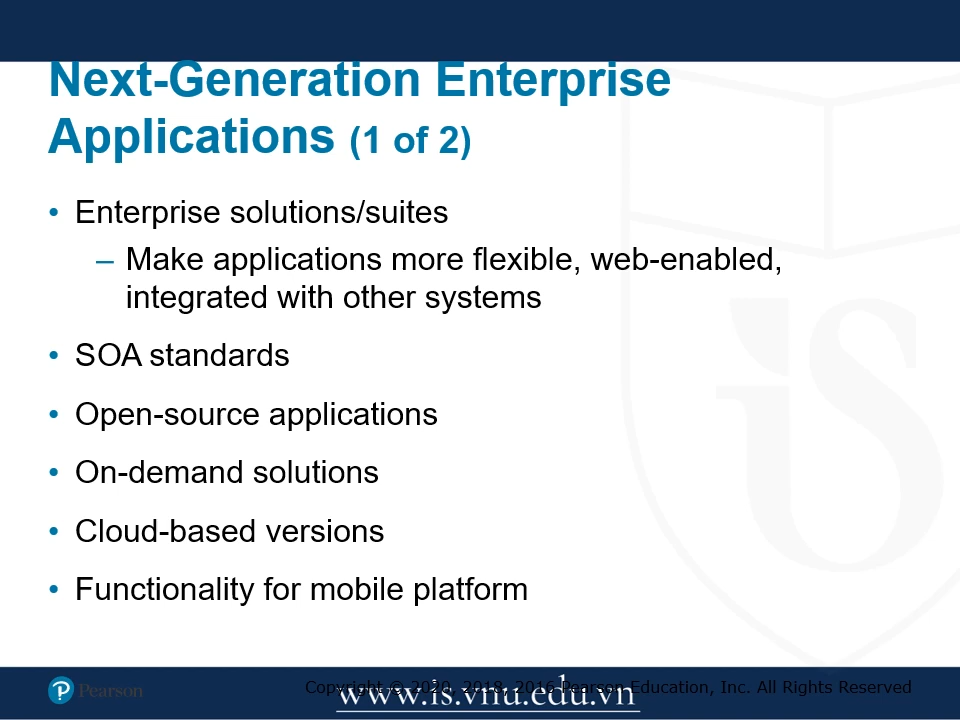 Next-Generation Enterprise
Applications (1 of 2)
• Enterprise solutions/suites
– Make applications more flexible, web-enabled,
integrated with other systems
• SOA standards
• Open-source applications
• On-demand solutions
• Cloud-based versions
• Functionality for mobile platform
iS
Pearson
Copyright © 2020, 2018, 2016 Pearson Education, Inc. All Rights Reserved
www.is.vnu.edu.vn